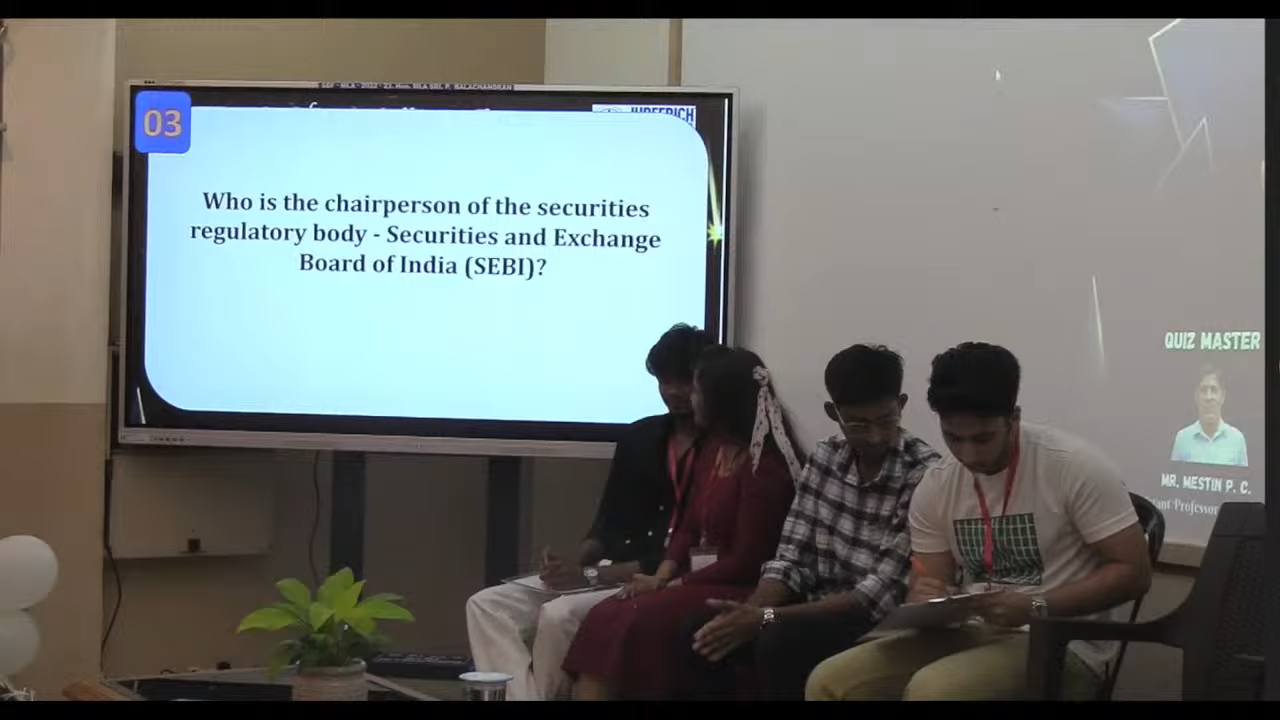 03
Who is the chairperson of the securities
regulatory body - Securities and Exchange
Board of India (SEBI)?
QUIZ MASTER
MR. MESTIN P. C.
Professor